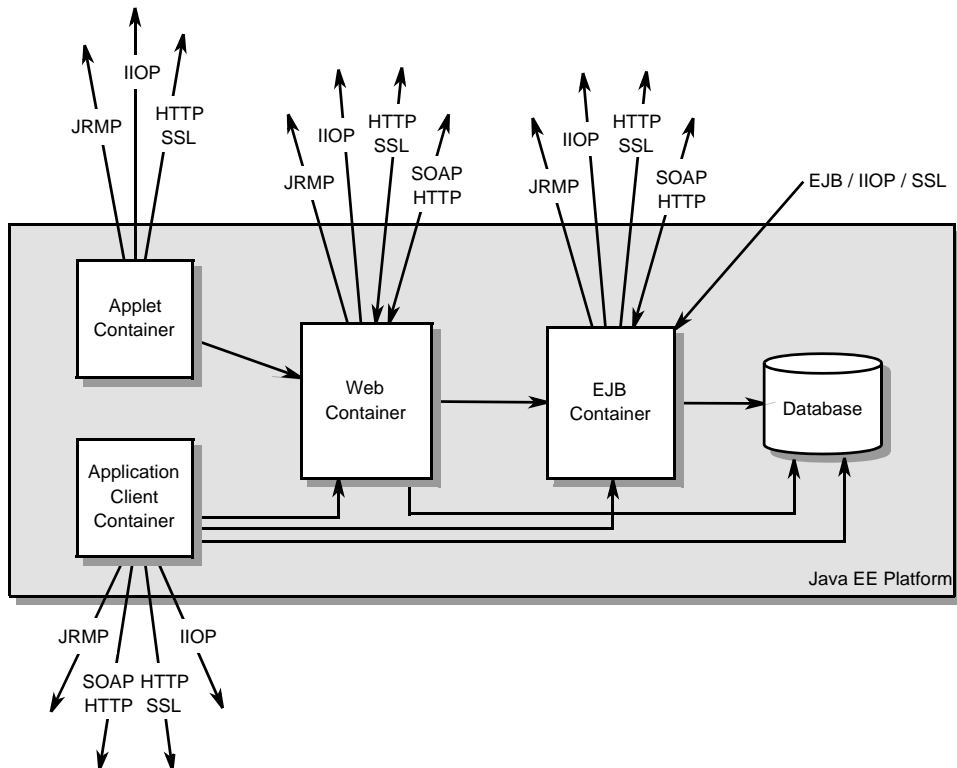 IIOP
JRMP
HTTP
SSL
IIOP
HTTP
SSL
JRMP
SOAP
HTTP
IIOP
HTTP
SSL
JRMP
SOAP
HTTP
EJB / IIOP / SSL
Applet
Container
Web
Container
EJB
Container
Database
Application
Client
Container
Java EE Platform
JRMP
IIOP
SOAP
HTTP
HTTP
SSL